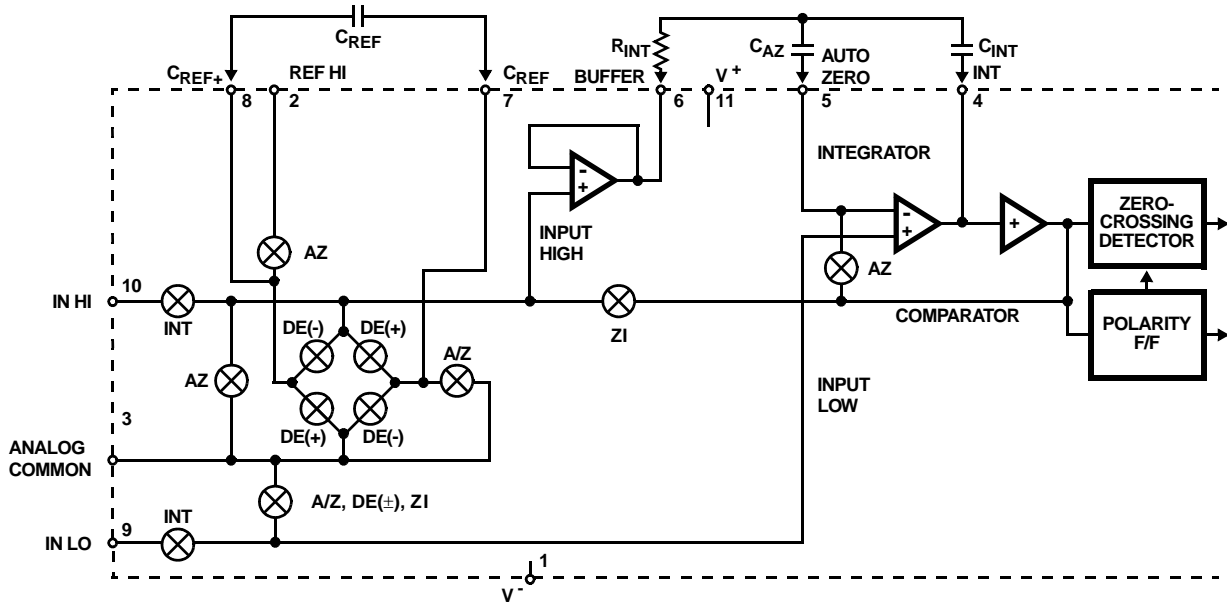 CREF
CREF+
REF HI
CREF
8
2
7
RINT
BUFFER
6
V+
11
CAZ
AUTO
ZERO
5
CINT
INT
4
INTEGRATOR
-
+
INPUT
HIGH
-
+
+
ZERO-
CROSSING
DETECTOR
AZ
AZ
10
IN HI
INT
ZI
COMPARATOR
POLARITY
F/F
DE(-)
DE(+)
A/Z
AZ
INPUT
LOW
3
DE(+)
DE(-)
ANALOG
COMMON
A/Z, DE(±), ZI
INT
9
IN LO
1
V-